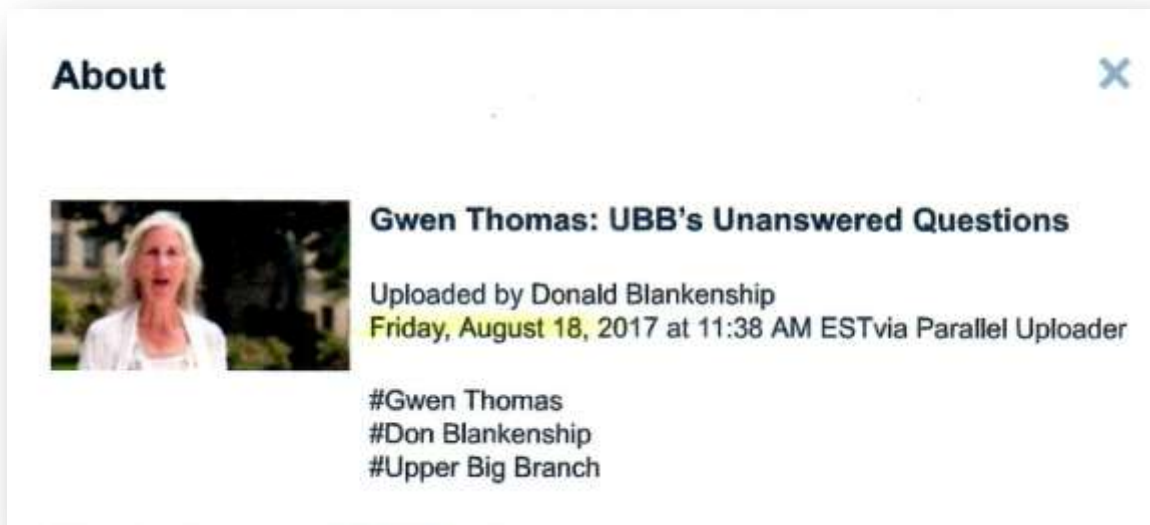 About
Gwen Thomas: UBB's Unanswered Questions
Uploaded by Donald Blankenship
Friday, August 18, 2017 at 11:38 AM ESTvia Parallel Uploader
#Gwen Thomas
#Don Blankenship
#Upper Big Branch